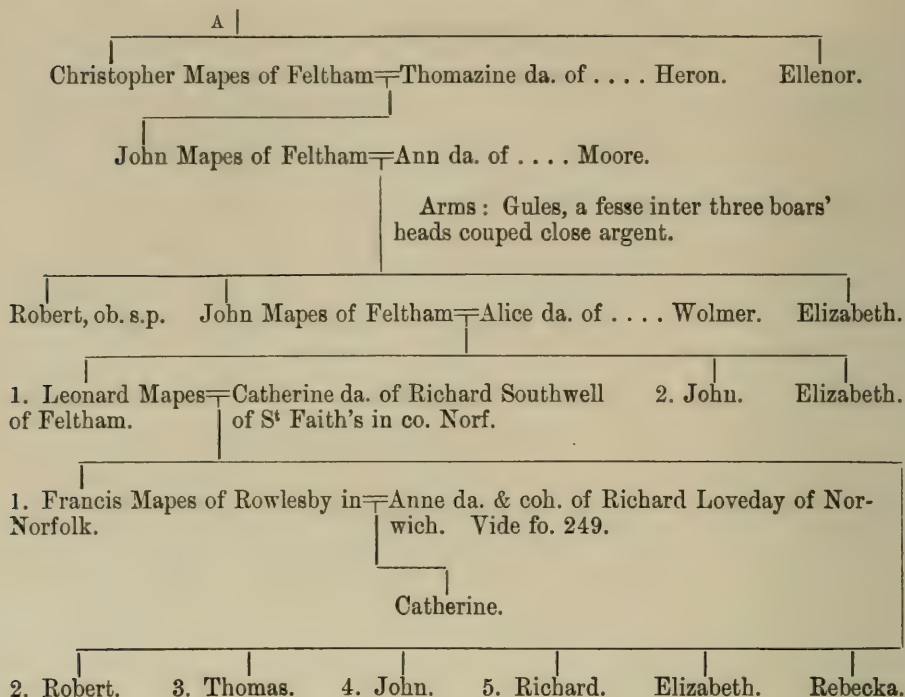 A
Christopher Mapes of Feltham Thomazine da. of .... Heron. Ellenor.
John Mapes of Feltham Ann da. of .... Moore.
Arms: Gules, a fesse inter three boars'
heads couped close argent.
Robert, ob. s.p. John Mapes of Feltham Alice da. of .... Wolmer. Elizabeth.
1. Leonard Mapes Catherine da. of Richard Southwell 2. John. Elizabeth.
of Feltham. of St Faith's in co. Norf.
1. Francis Mapes of Rowlesby in Anne da. & coh. of Richard Loveday of Nor-
Norfolk. wich. Vide fo. 249.
Catherine.
2. Robert. 3. Thomas. 4. John. 5. Richard. Elizabeth. Rebecka.